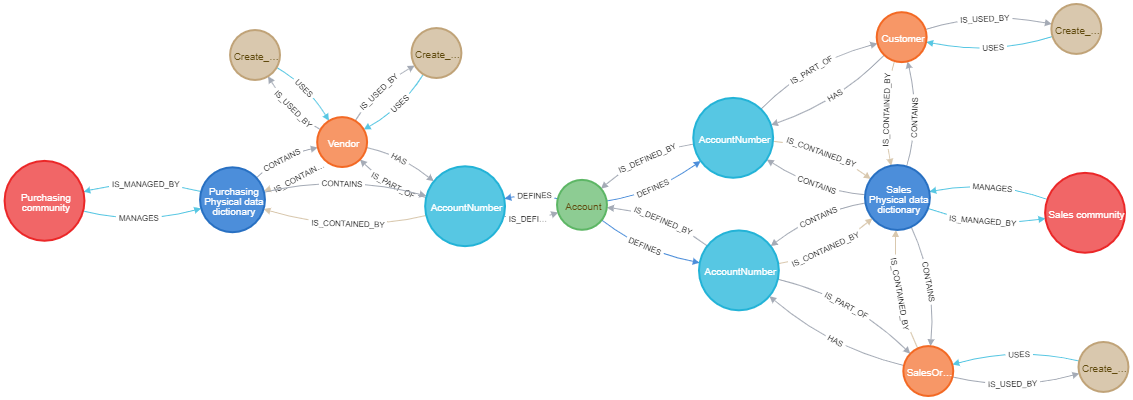 Create_...
Create_...
USES
IS_USED_BY
IS_USED_BY
USES
Vendor
CONTAINS
HAS
IS_CONTAIN...
IS_PART_OF
CONTAINS
IS_MANAGED_BY
Purchasing
community
MANAGES
Purchasing
Physical data
dictionary
IS_CONTAINED_BY
AccountNumber
DEFINES
IS_DEFI...
Account
IS_DEFINED_BY
DEFINES
IS_DEFINED_BY
DEFINES
AccountNumber
AccountNumber
IS_PART_OF
HAS
Customer
IS_USED_BY
USES
Create_...
IS_CONTAINED_BY
CONTAINS
IS_CONTAINED_BY
CONTAINS
CONTAINS
IS_CONTAINED_BY
Sales
Physical data
dictionary
MANAGES
IS_MANAGED_BY
Sales community
IS_CONTAINED_BY
CONTAINS
IS_PART_OF
HAS
SalesOr...
USES
IS_USED_BY
Create_...